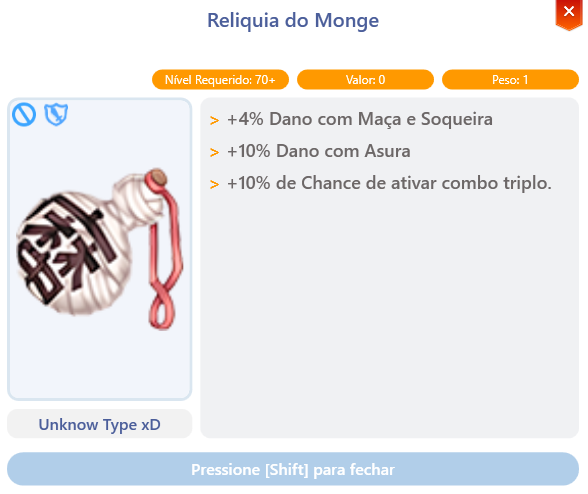 Reliquia do Monge
Nível Requerido: 70+ Valor: 0 Peso: 1
> +4% Dano com Maça e Soqueira
> +10% Dano com Asura
> +10% de Chance de ativar combo triplo.
Unknow Type xD
Pressione [Shift] para fechar